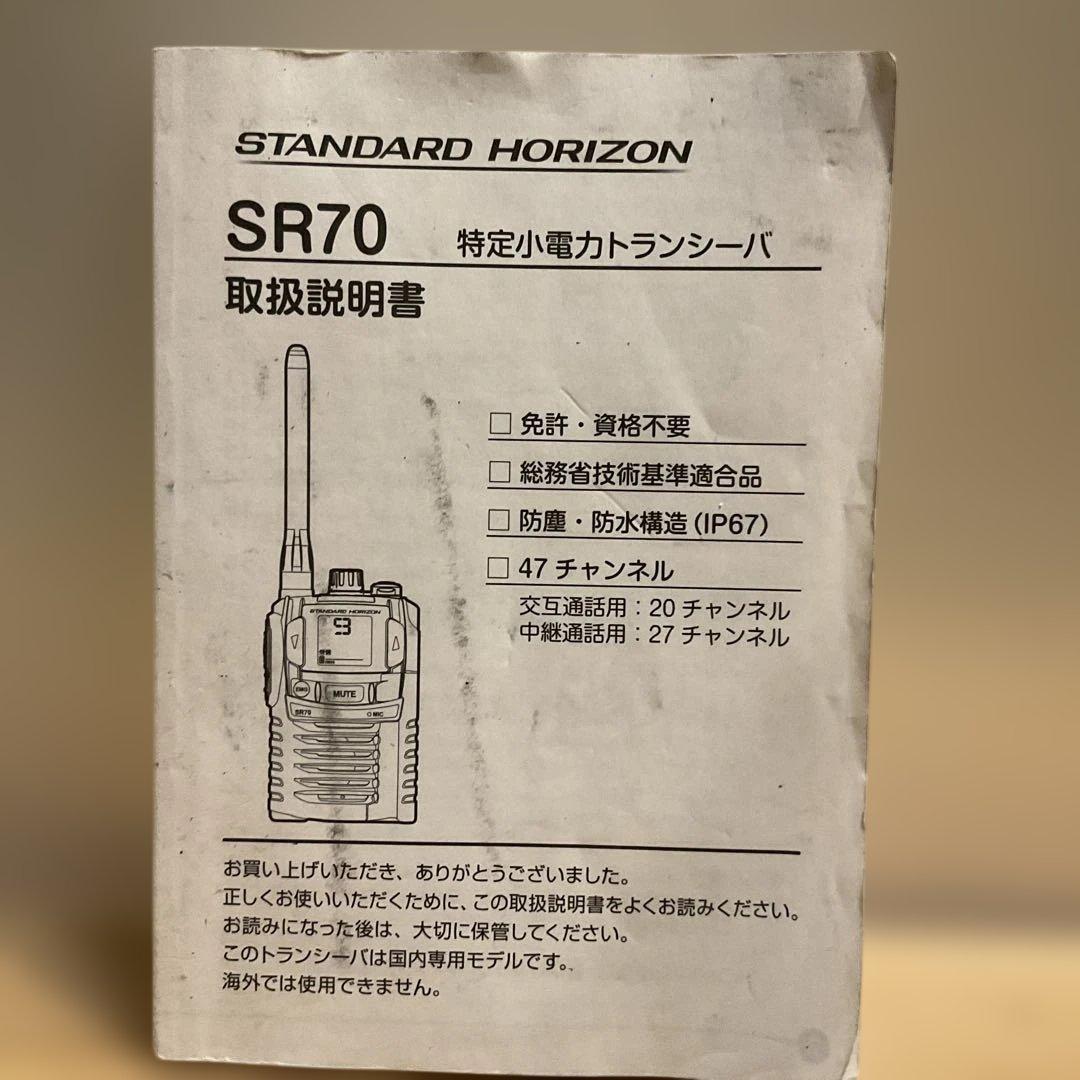 STANDARD HORIZON
SR70 特定小電力トランシーバ
取扱説明書
□ 免許・資格不要
□ 総務省技術基準適合品
□ 防塵・防水構造(IP67)
□ 47 チャンネル
交互通話用:20 チャンネル
中継通話用:27 チャンネル
STANDARD HORIZON
EMG
MUTE
SR70
MIC
お買い上げいただき、ありがとうございました。
正しくお使いいただくために、この取扱説明書をよくお読みください。
お読みになった後は、大切に保管してください。
このトランシーバは国内専用モデルです。
海外では使用できません。